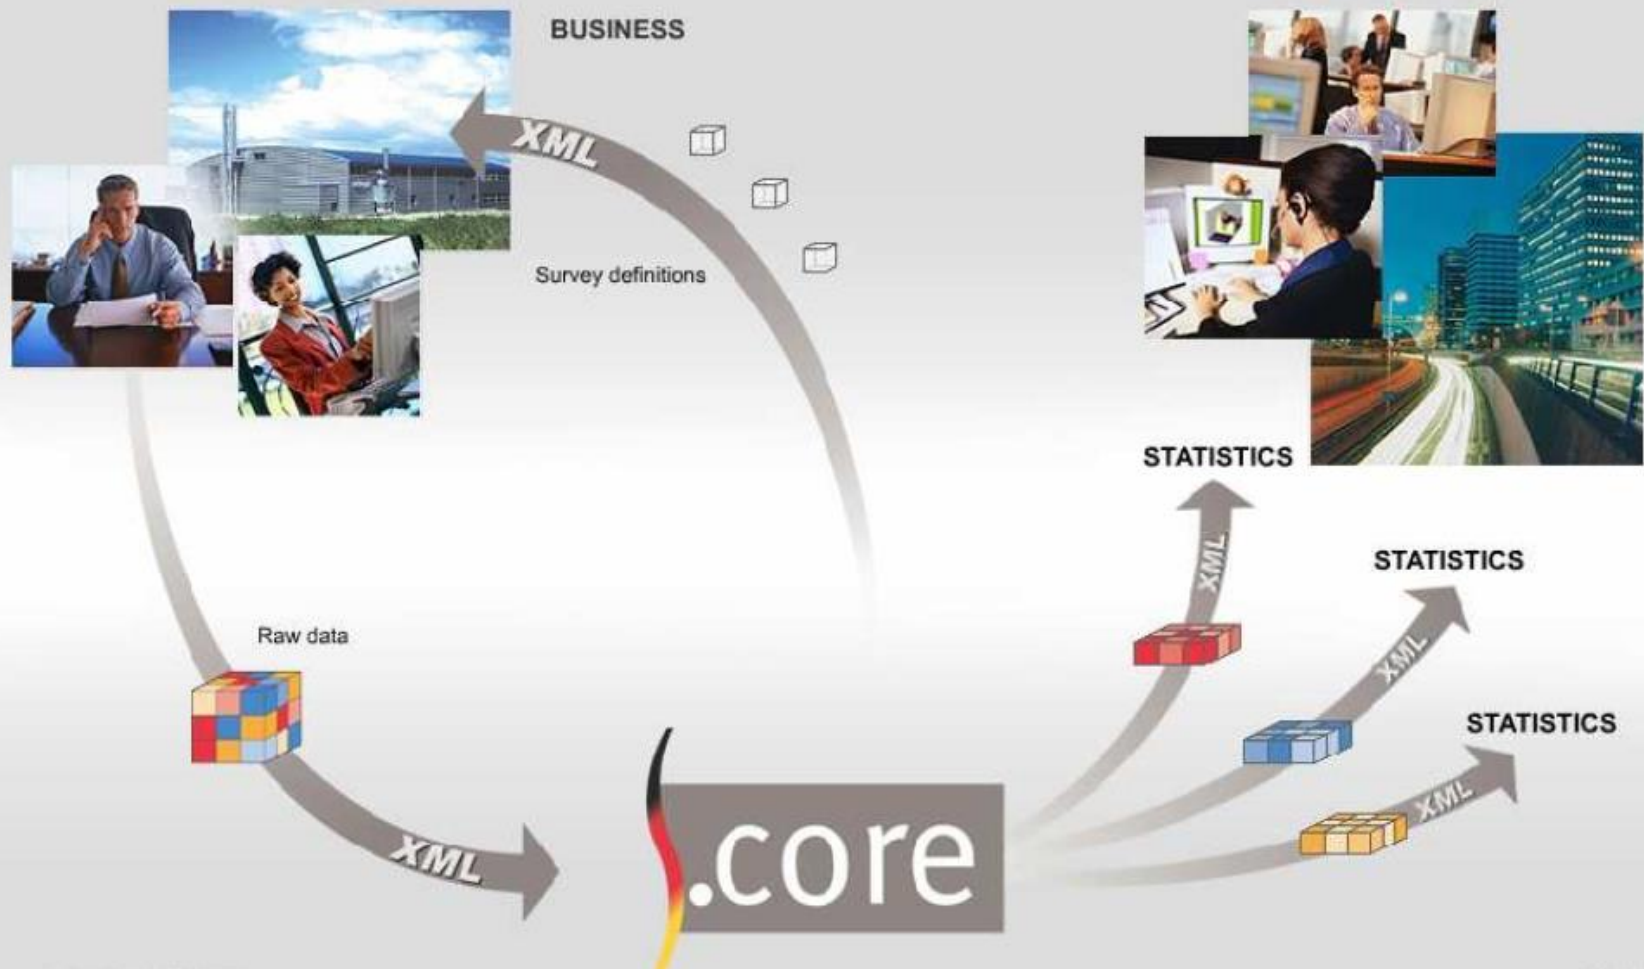 BUSINESS
XML
Survey definitions
STATISTICS
XML
STATISTICS
XML
Raw data
STATISTICS
XML
XML
.core